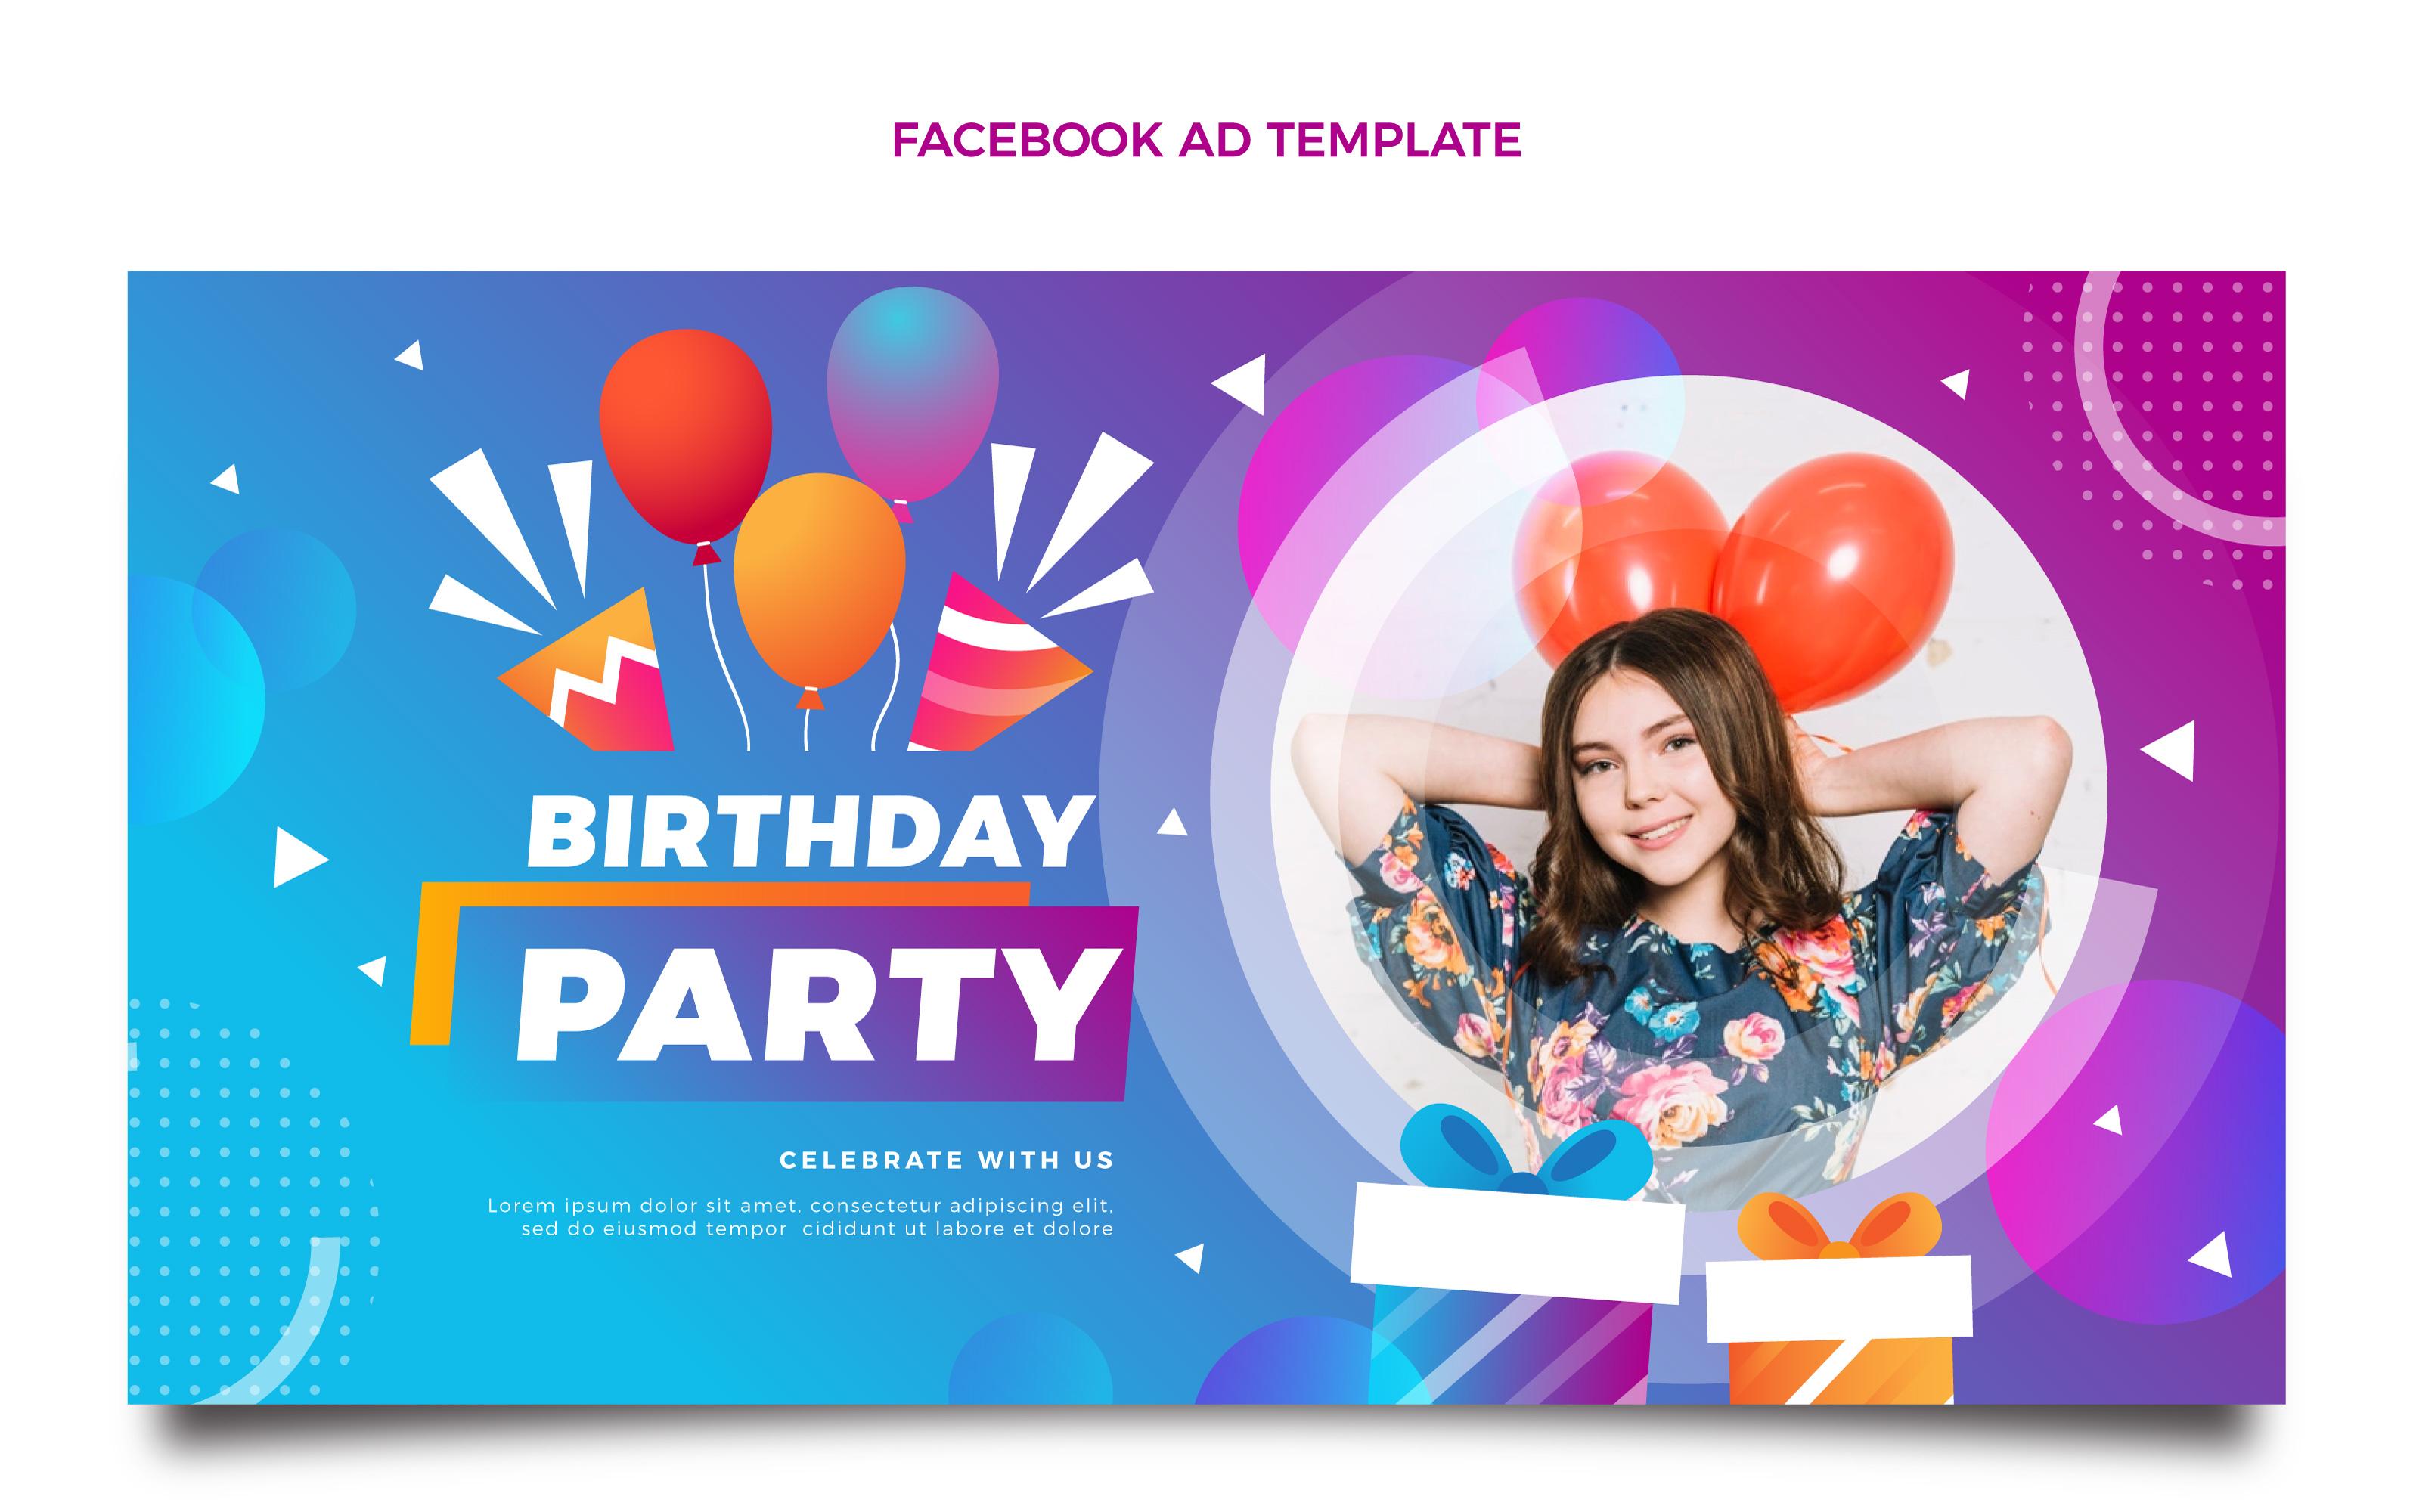 FACEBOOK AD TEMPLATE
BIRTHDAY
PARTY
CELEBRATE WITH US
Lorem ipsum dolor sit amet, consectetur adipiscing elit,
sed do eiusmod tempor cididunt ut labore et dolore